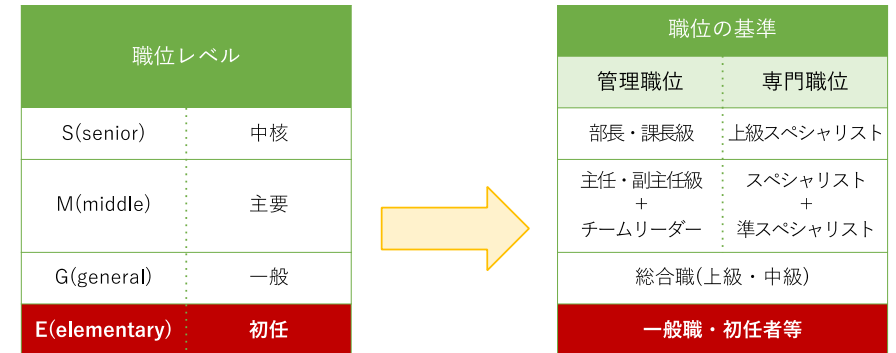 職位レベル
S(senior) 中核
M(middle) 主要
G(general) 一般
E(elementary) 初任
職位の基準
管理職位 専門職位
部長・課長級 上級スペシャリスト
主任・副主任級 スペシャリスト
+ +
チームリーダー 準スペシャリスト
総合職(上級・中級)
一般職・初任者等